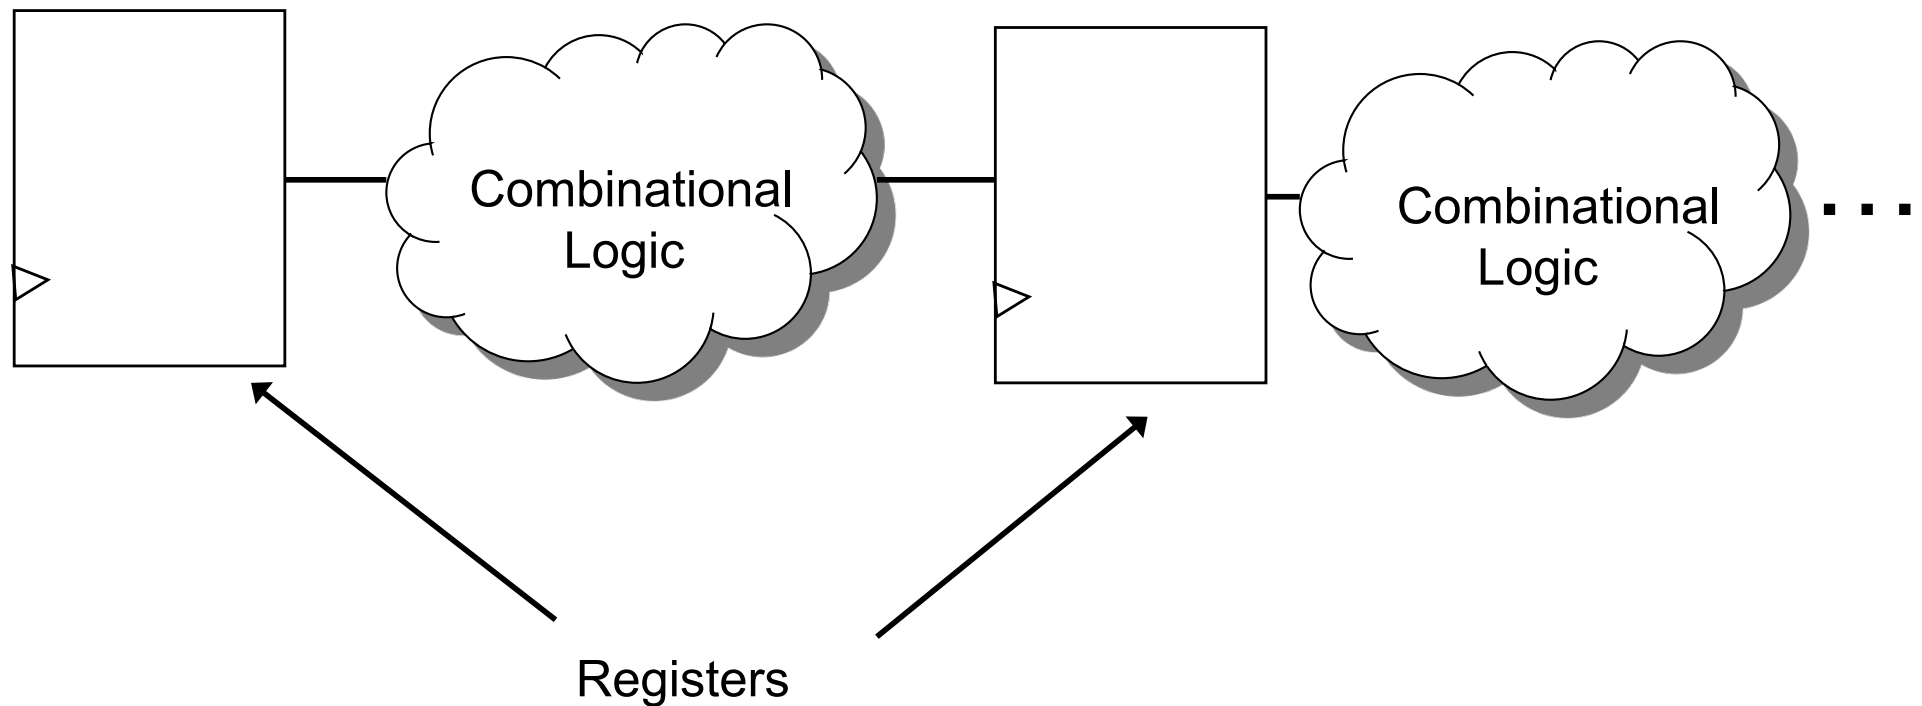 Combinational
Logic
Combinational
Logic
. . .
Registers